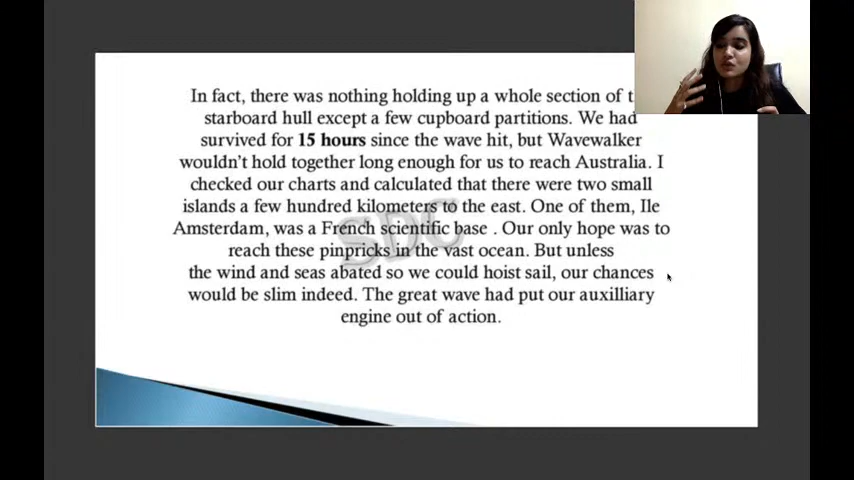 In fact, there was nothing holding up a whole section of
starboard hull except a few cupboard partitions. We had
survived for 15 hours since the wave hit, but Wavewalker
wouldn't hold together long enough for us to reach Australia. I
checked our charts and calculated that there were two small
islands a few hundred kilometers to the east. One of them, Ile
Amsterdam, was a French scientific base . Our only hope was to
reach these pinpricks in the vast ocean. But unless
the wind and seas abated so we could hoist sail, our chances
would be slim indeed. The great wave had put our auxilliary
engine out of action.
SDC